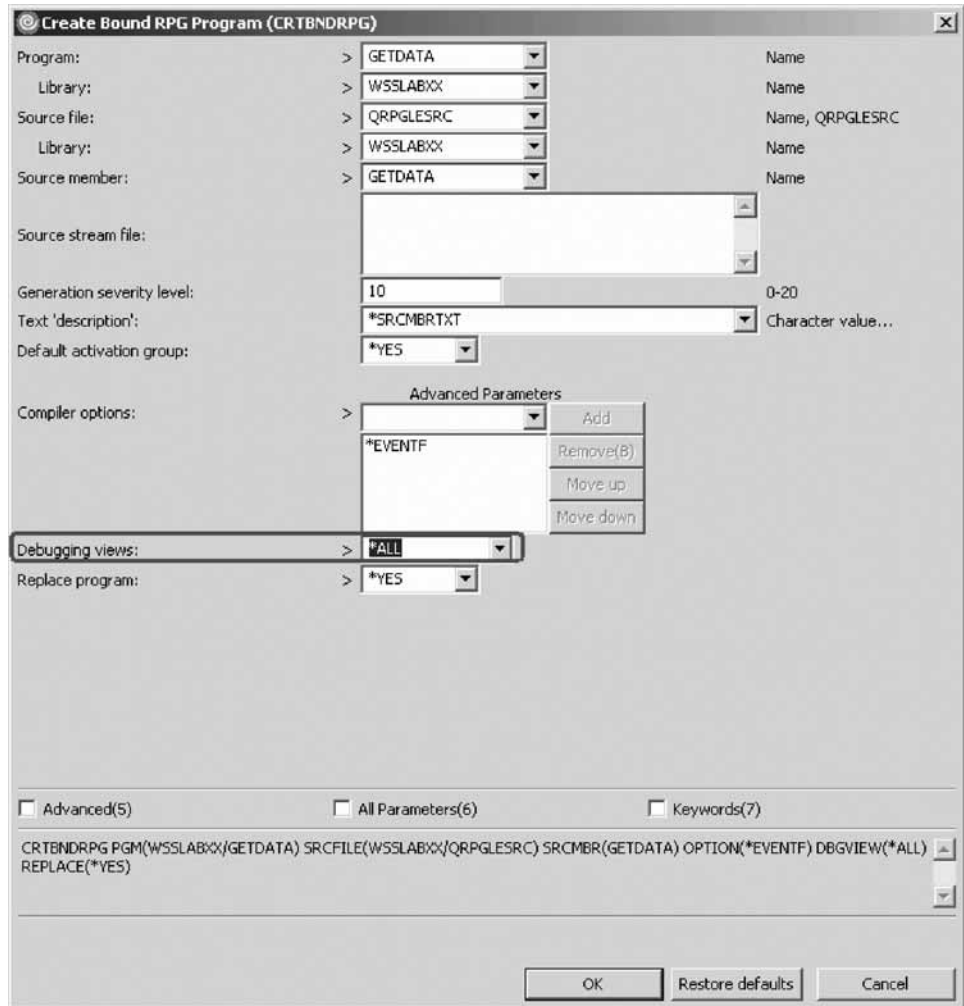 Create Bound RPG Program (CRTBNDRPG)
Program: > GETDATA Name
Library: > WSSLABXX Name
Source file: > QRPGLESRC Name, QRPGLESRC
Library: > WSSLABXX Name
Source member: > GETDATA Name
Source stream file:
Generation severity level: 10 0-20
Text 'description': *SRCMBRTXT Character value...
Default activation group: *YES
Advanced Parameters
Compiler options: > Add
*EVENTF Remove(B)
Move up
Move down
Debugging views: > *ALL
Replace program: > *YES
Advanced(5) All Parameters(6) Keywords(7)
CRTBNDRPG PGM(WSSLABXX/GETDATA) SRCFILE(WSSLABXX/QRPGLESRC) SRCMBR(GETDATA) OPTION(*EVENTF) DBGVIEW(*ALL)
REPLACE(*YES)
OK Restore defaults Cancel